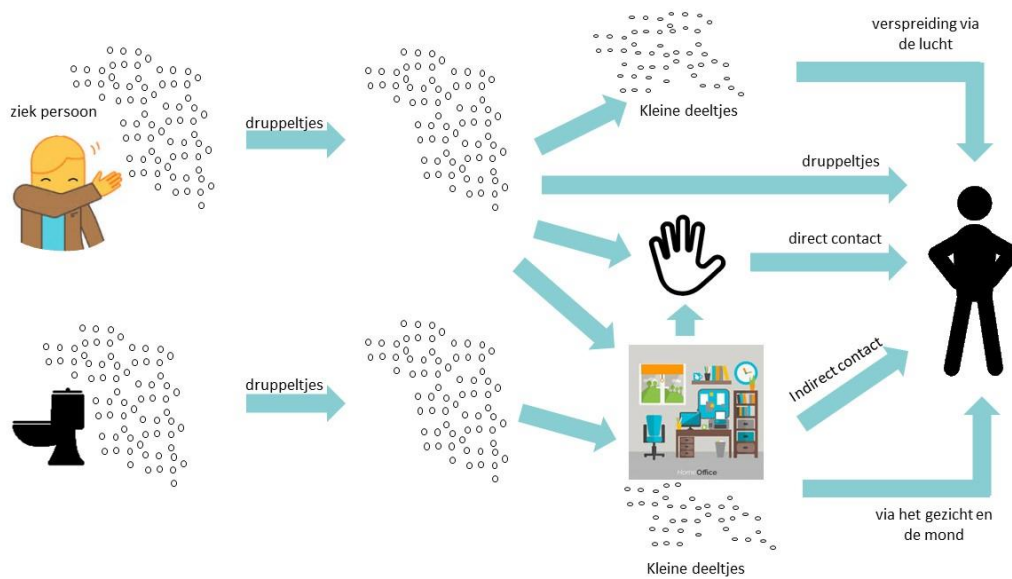 verspreiding via
de lucht
ziek persoon
Kleine deeltjes
druppeltjes
druppeltjes
direct contact
Indirect contact
druppeltjes
HomeOffice
via het gezicht en
de mond
Kleine deeltjes